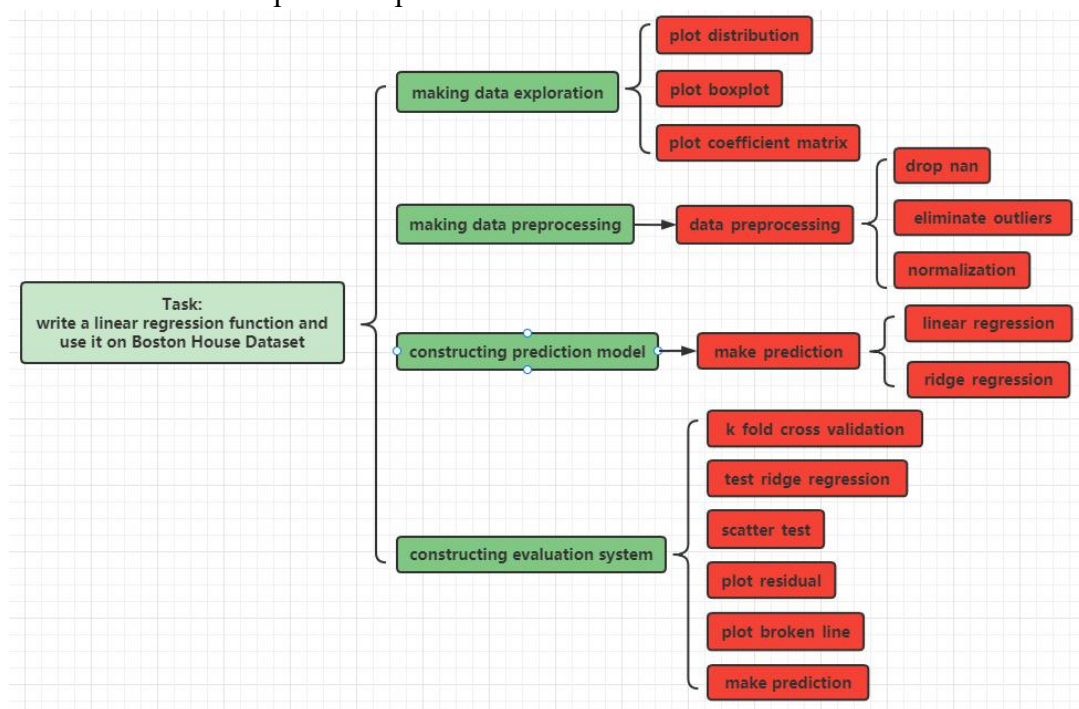 plot distribution
making data exploration
plot boxplot
plot coefficient matrix
drop nan
making data preprocessing
data preprocessing
eliminate outliers
normalization
Task:
write a linear regression function and
use it on Boston House Dataset
linear regression
constructing prediction model
make prediction
ridge regression
k fold cross validation
test ridge regression
scatter test
constructing evaluation system
plot residual
plot broken line
make prediction